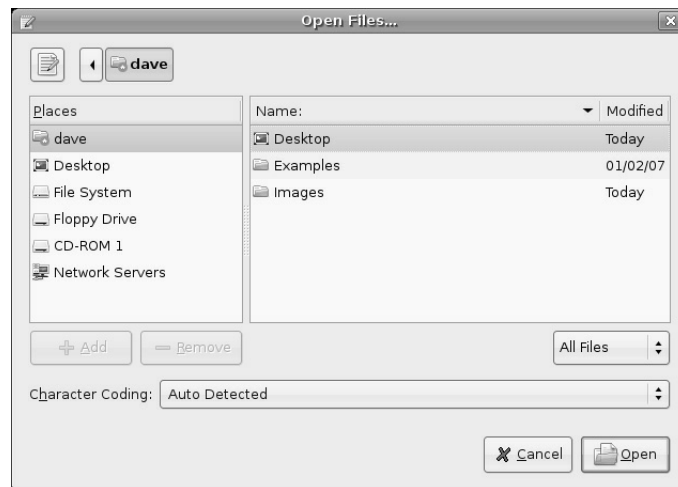 Open Files...
dave
Places
dave
Desktop
File System
Floppy Drive
CD-ROM 1
Network Servers
Name: Modified
Desktop Today
Examples 01/02/07
Images Today
Add Remove All Files
Character Coding: Auto Detected
Cancel Open